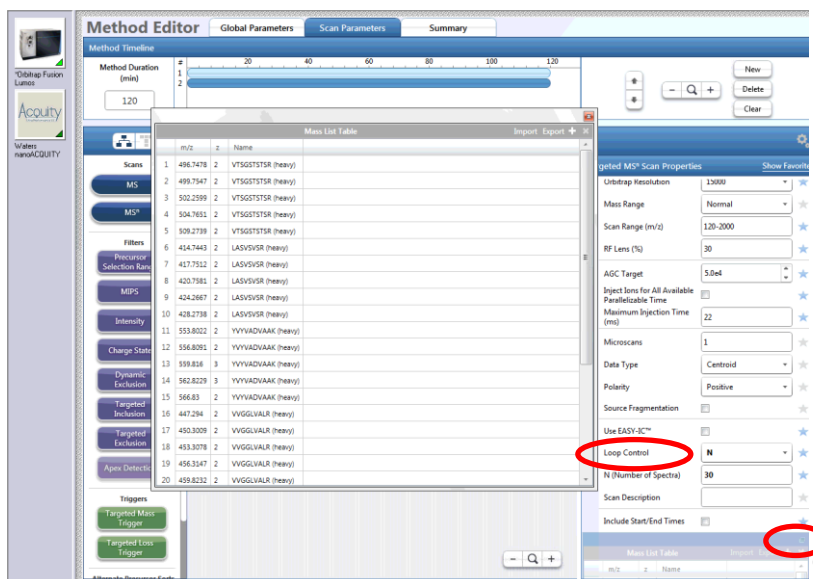 Method Editor
Global Parameters
Scan Parameters
Summary
Method Timeline
Method Duration
(min)
120
#
20 40 60 80 100 120
1
2
New
Delete
Clear
*Orbitrap Fusion
Lumos
Acquity
Waters
nanoACQUITY
Mass List Table Import Export
m/z z Name
1 496.7478 2 VTSGSTSTSR (heavy)
2 499.7547 2 VTSGSTSTSR (heavy)
3 502.2599 2 VTSGSTSTSR (heavy)
4 504.7651 2 VTSGSTSTSR (heavy)
5 509.2739 2 VTSGSTSTSR (heavy)
6 414.7443 2 LASVSVSR (heavy)
7 417.7512 2 LASVSVSR (heavy)
8 420.7581 2 LASVSVSR (heavy)
9 424.2667 2 LASVSVSR (heavy)
10 428.2738 2 LASVSVSR (heavy)
11 553.8022 2 YVYVADVAAK (heavy)
12 556.8091 2 YVYVADVAAK (heavy)
13 559.816 3 YVYVADVAAK (heavy)
14 562.8229 3 YVYVADVAAK (heavy)
15 566.83 2 YVYVADVAAK (heavy)
16 447.294 2 VVGGLVALR (heavy)
17 450.3009 2 VVGGLVALR (heavy)
18 453.3078 2 VVGGLVALR (heavy)
19 456.3147 2 VVGGLVALR (heavy)
20 459.8232 2 VVGGLVALR (heavy)
Scans
MS
MSⁿ
Filters
Precursor
Selection Rang
MIPS
Intensity
Charge State
Dynamic
Exclusion
Targeted
Inclusion
Targeted
Exclusion
Apex Detectio
Triggers
Targeted Mass
Trigger
Targeted Loss
Trigger
Alternate Precursor Sort
geted MSⁿ Scan Properties Show Favorite
Orbitrap Resolution 15000
Mass Range Normal
Scan Range (m/z) 120-2000
RF Lens (%) 30
AGC Target 5.0e4
Inject Ions for All Available
Parallelizable Time
Maximum Injection Time
(ms) 22
Microscans 1
Data Type Centroid
Polarity Positive
Source Fragmentation
Use EASY-IC™
Loop Control N
N (Number of Spectra) 30
Scan Description
Include Start/End Times
Mass List Table Import
m/z z Name